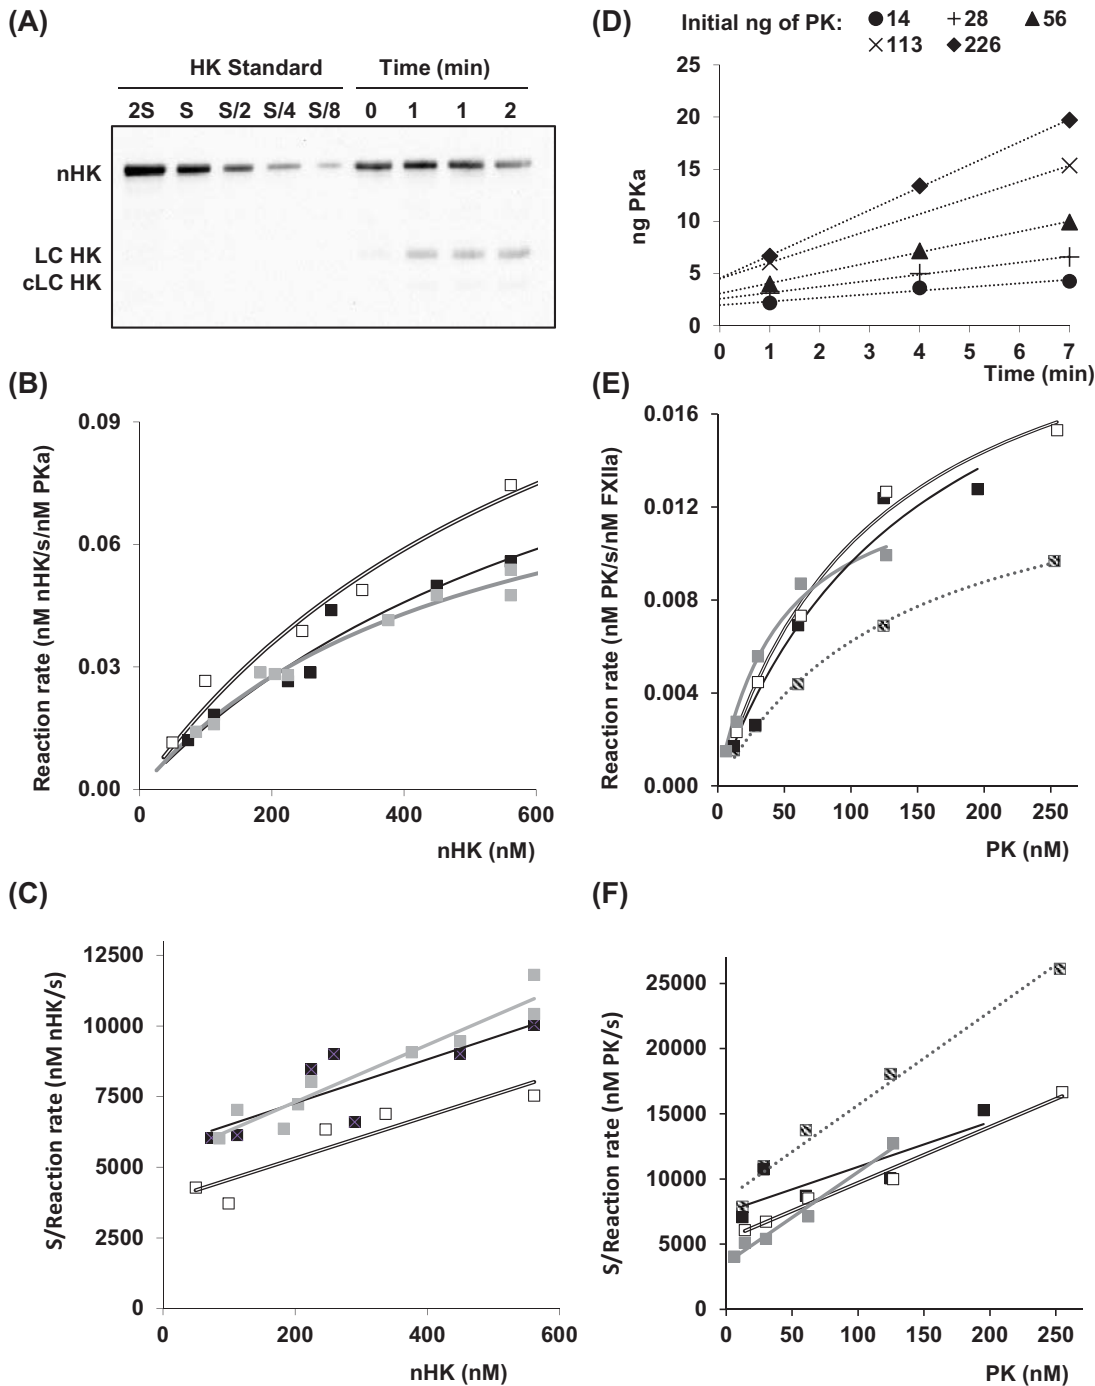 (A)
HK Standard Time (min)
2S S S/2 S/4 S/8 0 1 1 2
nHK
LC HK
cLC HK
(B)
0.09
0.06
0.03
0.00
Reaction rate (nM nHK/s/nM PKa)
0 200 400 600
nHK (nM)
(C)
12500
10000
7500
5000
2500
0
S/Reaction rate (nM nHK/s)
0 200 400 600
nHK (nM)
(D)
Initial ng of PK: 14 28 56
113 226
25
20
15
10
5
0
ng PKa
0 1 2 3 4 5 6 7
Time (min)
(E)
0.016
0.012
0.008
0.004
0.000
Reaction rate (nM PK/s/nM FXIIa)
0 50 100 150 200 250
PK (nM)
(F)
25000
20000
15000
10000
5000
0
S/Reaction rate (nM PK/s)
0 50 100 150 200 250
PK (nM)